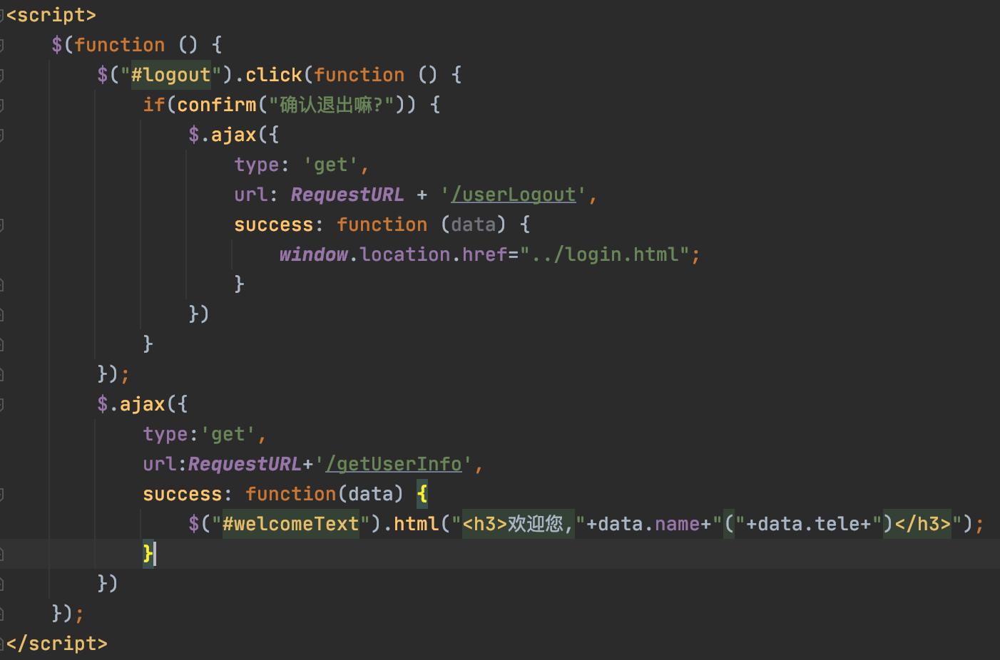 <script>
    $(function () {
        $("#logout").click(function () {
            if(confirm("确认退出嘛?")) {
                $.ajax({
                    type: 'get',
                    url: RequestURL + '/userLogout',
                    success: function (data) {
                        window.location.href="../login.html";
                    }
                })
            }
        });
        $.ajax({
            type:'get',
            url:RequestURL+'/getUserInfo',
            success: function(data) {
                $("#welcomeText").html("<h3>欢迎您,"+data.name+"("+data.tele+")</h3>");
            }
        })
    });
</script>